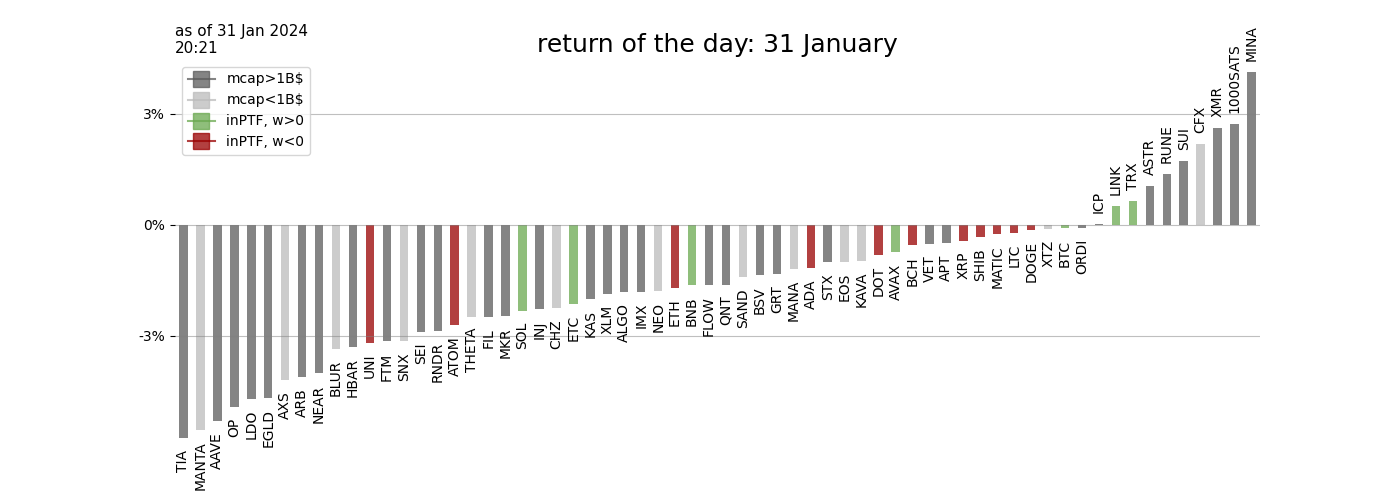 as of 31 Jan 2024
20:21
return of the day: 31 January
mcap>1B$
mcap<1B$
inPTF, w>0
inPTF, w<0
3%
0%
-3%
TIA
MANTA
AAVE
OP
LDO
EGLD
AXS
ARB
NEAR
BLUR
HBAR
UNI
FTM
SNX
SEI
RNDR
ATOM
THETA
FIL
MKR
SOL
INJ
CHZ
ETC
KAS
XLM
ALGO
IMX
NEO
ETH
BNB
FLOW
QNT
SAND
BSV
GRT
MANA
ADA
STX
EOS
KAVA
DOT
AVAX
BCH
VET
APT
XRP
SHIB
MATIC
LTC
DOGE
XTZ
BTC
ORDI
ICP
LINK
TRX
ASTR
RUNE
SUI
CFX
XMR
1000SATS
MINA